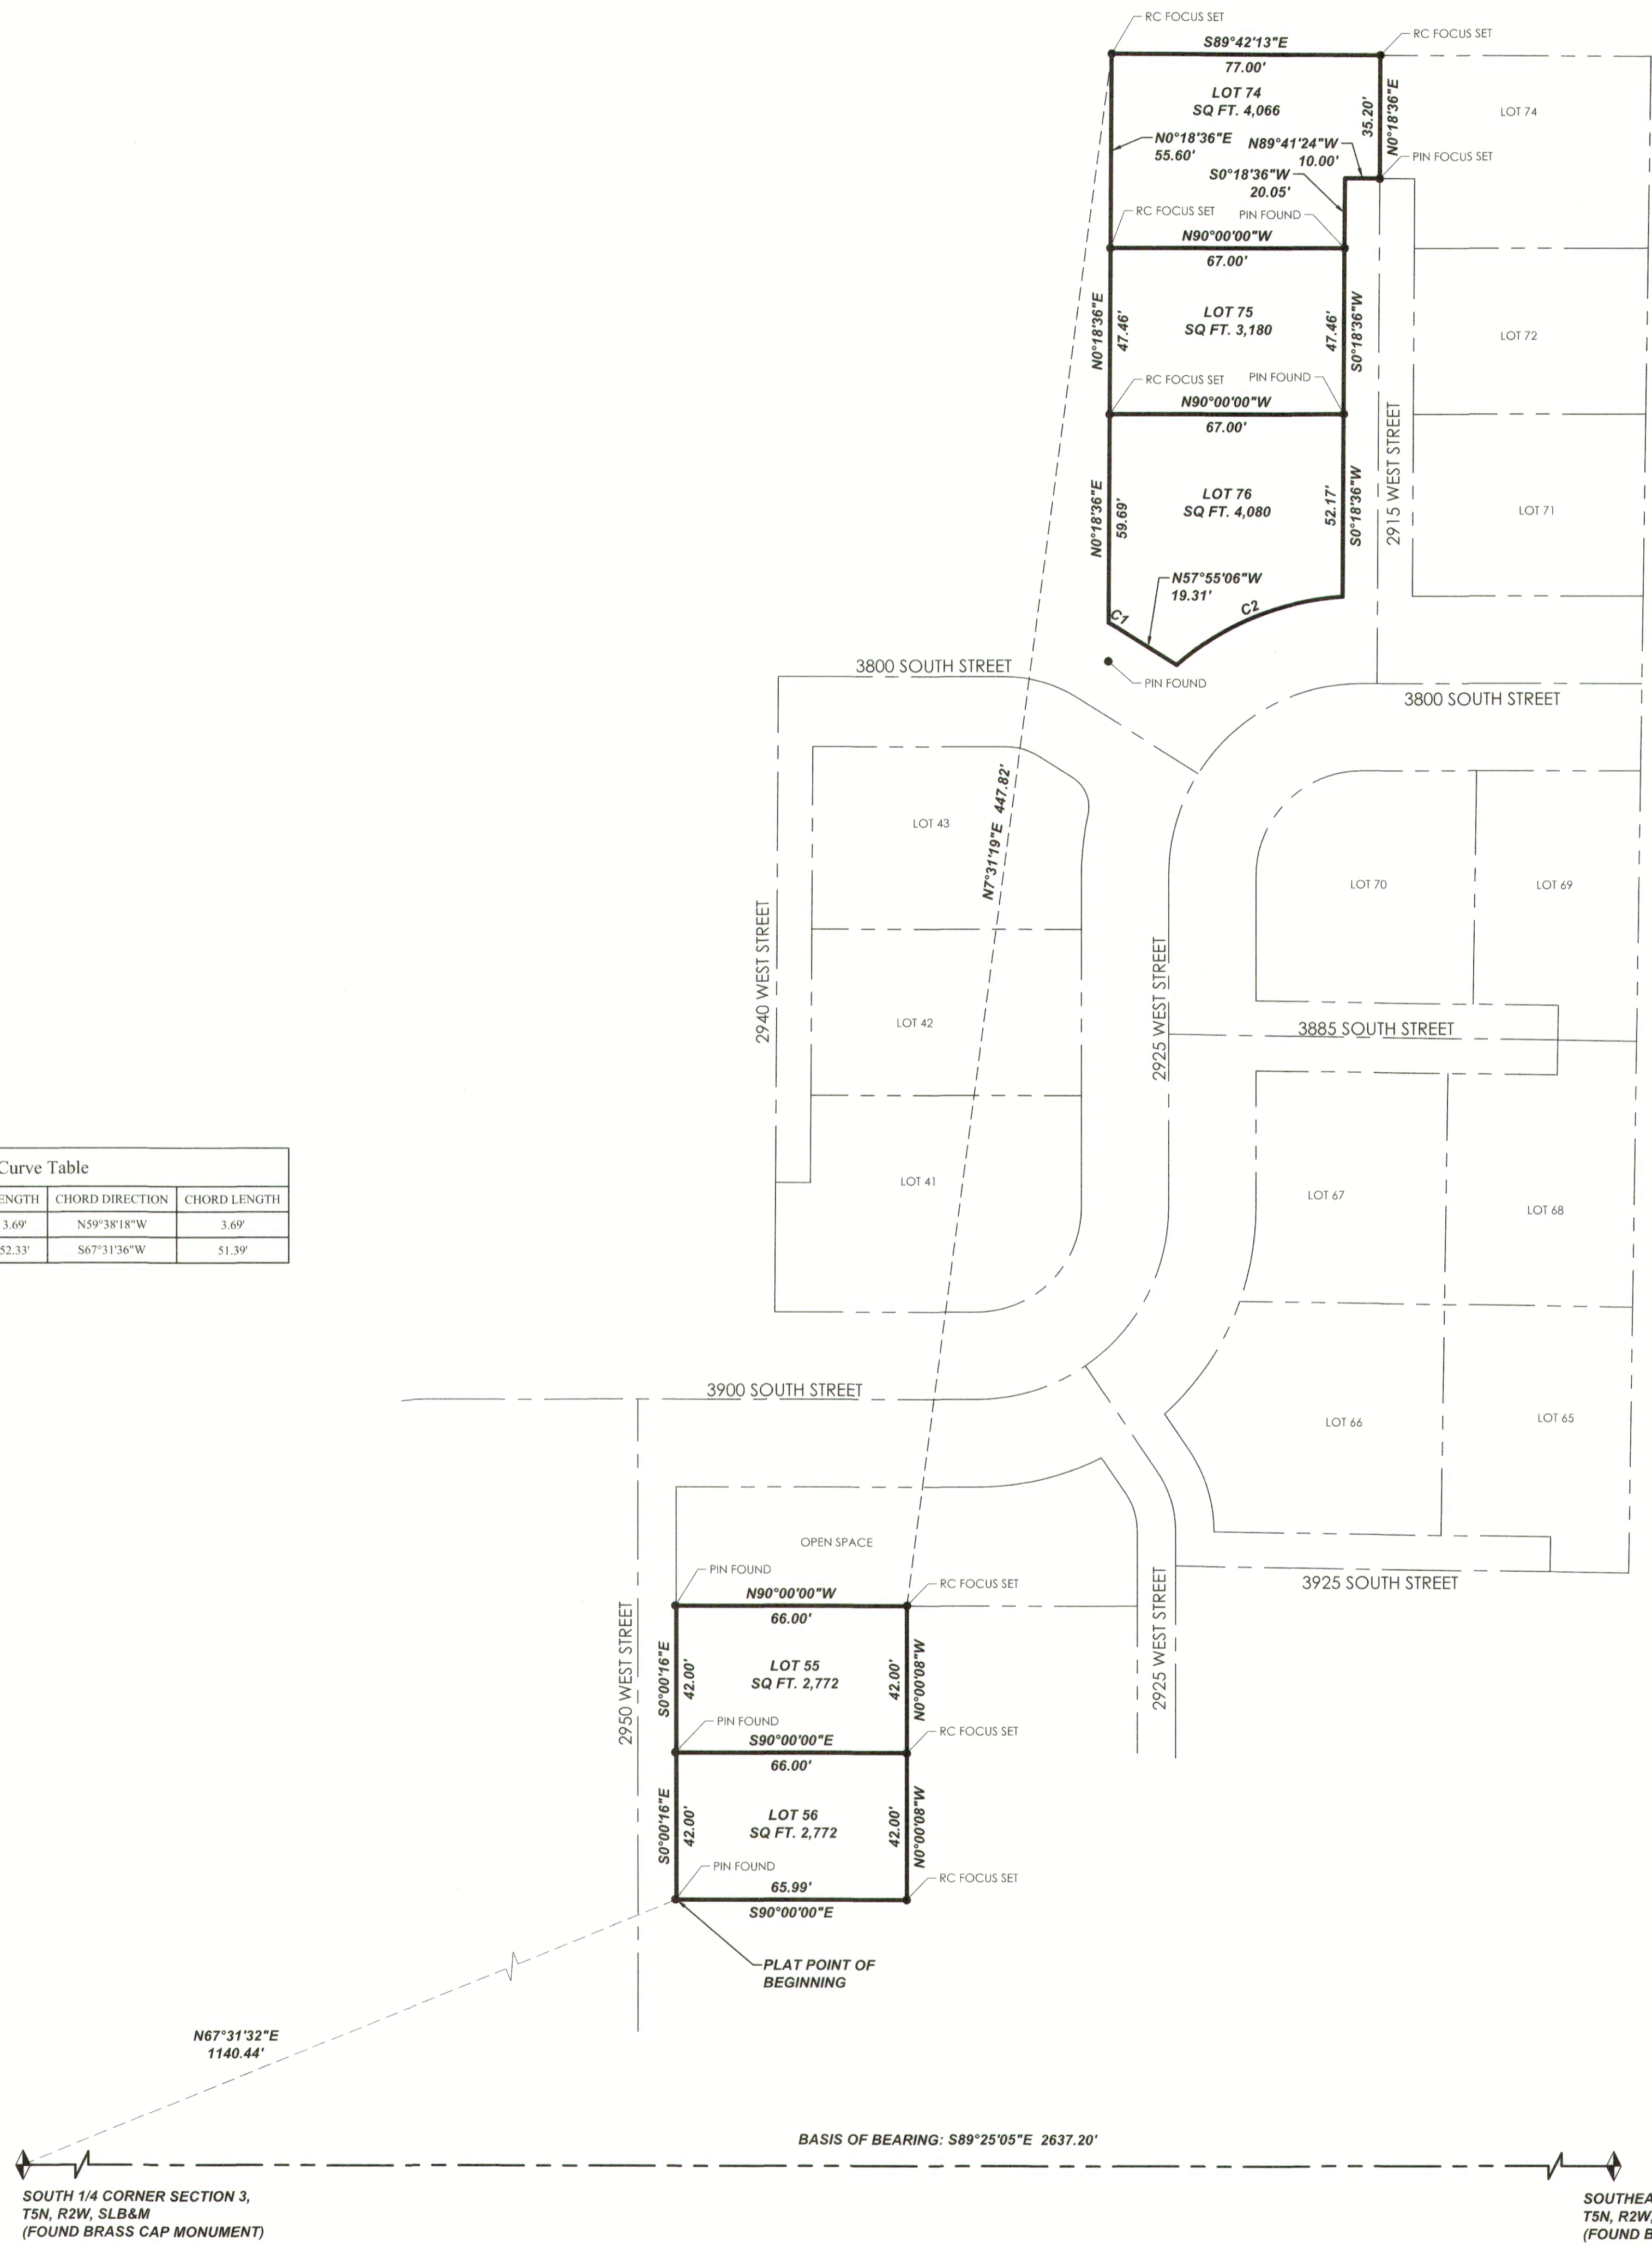 RC FOCUS SET
S89°42'13"E
RC FOCUS SET
77.00'
LOT 74
SQ FT. 4,066
35.20'
N0°18'36"E
LOT 74
N0°18'36"E
55.60'
N89°41'24"W
10.00'
PIN FOCUS SET
S0°18'36"W
20.05'
RC FOCUS SET
PIN FOUND
N90°00'00"W
67.00'
N0°18'36"E
47.46'
LOT 75
SQ FT. 3,180
47.46'
S0°18'36"W
LOT 72
RC FOCUS SET
PIN FOUND
N90°00'00"W
67.00'
2915 WEST STREET
N0°18'36"E
59.69'
LOT 76
SQ FT. 4,080
52.17'
S0°18'36"W
LOT 71
N57°55'06"W
19.31'
C1
C2
3800 SOUTH STREET
PIN FOUND
3800 SOUTH STREET
N7°31'19"E 447.82'
LOT 43
LOT 70
LOT 69
2940 WEST STREET
2925 WEST STREET
LOT 42
3885 SOUTH STREET
Curve Table
ENGTH CHORD DIRECTION CHORD LENGTH
3.69' N59°38'18"W 3.69'
52.33' S67°31'36"W 51.39'
LOT 41
LOT 67
LOT 68
3900 SOUTH STREET
LOT 66
LOT 65
OPEN SPACE
PIN FOUND
N90°00'00"W
RC FOCUS SET
3925 SOUTH STREET
66.00'
2950 WEST STREET
S0°00'16"E
42.00'
LOT 55
SQ FT. 2,772
42.00'
N0°00'08"W
2925 WEST STREET
PIN FOUND
S90°00'00"E
RC FOCUS SET
66.00'
S0°00'16"E
42.00'
LOT 56
SQ FT. 2,772
42.00'
N0°00'08"W
PIN FOUND
65.99'
RC FOCUS SET
S90°00'00"E
PLAT POINT OF
BEGINNING
N67°31'32"E
1140.44'
BASIS OF BEARING: S89°25'05"E 2637.20'
SOUTH 1/4 CORNER SECTION 3,
T5N, R2W, SLB&M
(FOUND BRASS CAP MONUMENT)
SOUTHEA
T5N, R2W,
(FOUND B